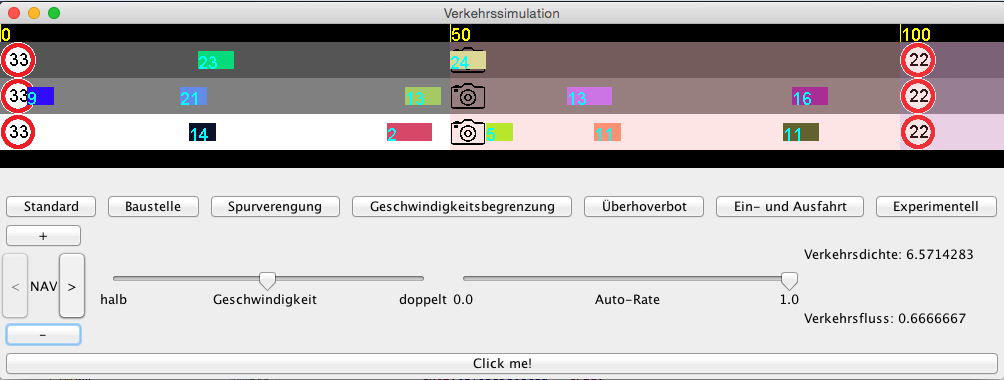 Verkehrssimulation
0 50 100
33 23 24 22
33 9 21 13 13 16 22
33 14 2 5 11 11 22
Standard Baustelle Spurverengung Geschwindigkeitsbegrenzung Überhoverbot Ein- und Ausfahrt Experimentell
+
Verkehrsdichte: 6.5714283
< NAV >
halb Geschwindigkeit doppelt 0.0 Auto-Rate 1.0
Verkehrsfluss: 0.6666667
-
Click me!